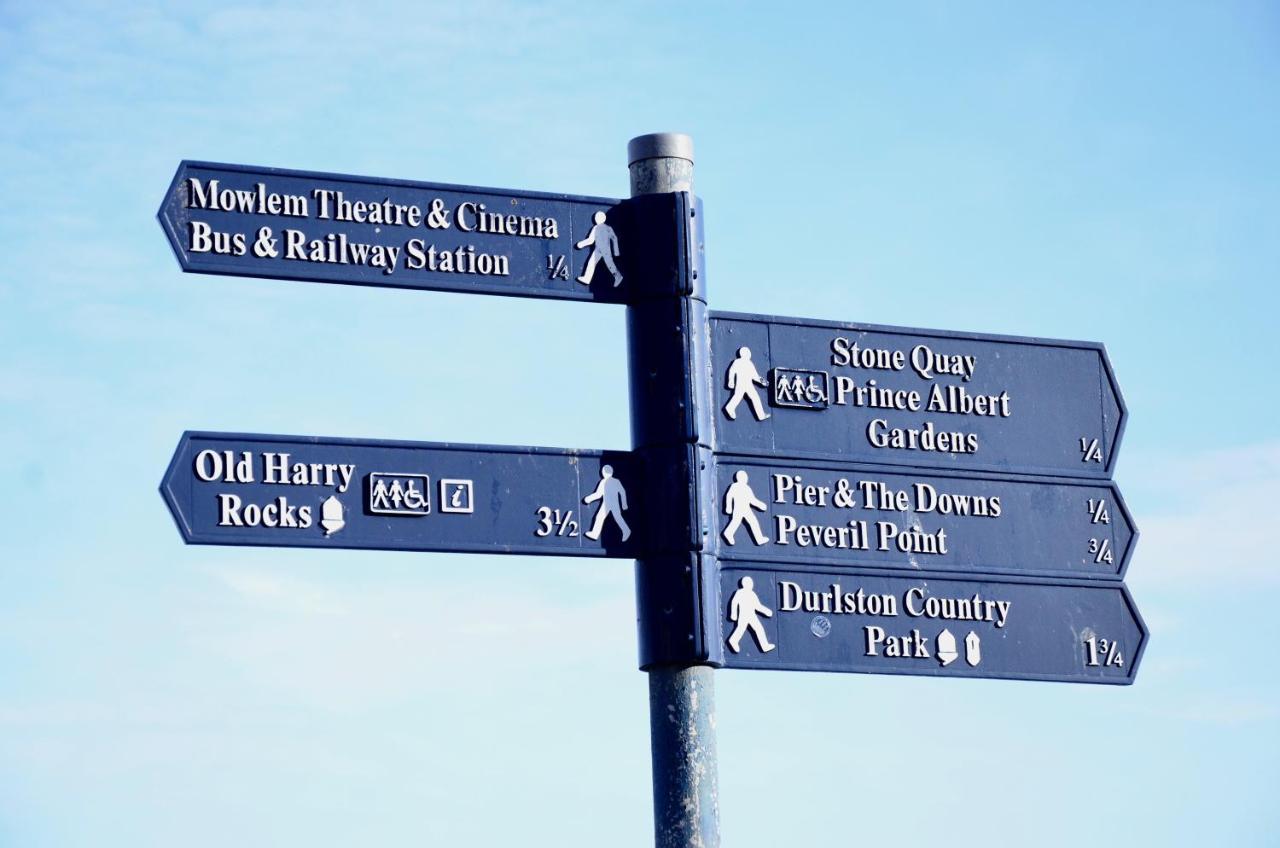 Mowlem Theatre & Cinema
Bus & Railway Station ¼
Stone Quay
Prince Albert
Gardens ¼
Old Harry
Rocks 3½
i
Pier & The Downs ¼
Peveril Point ¾
Durlston Country
Park 1¾